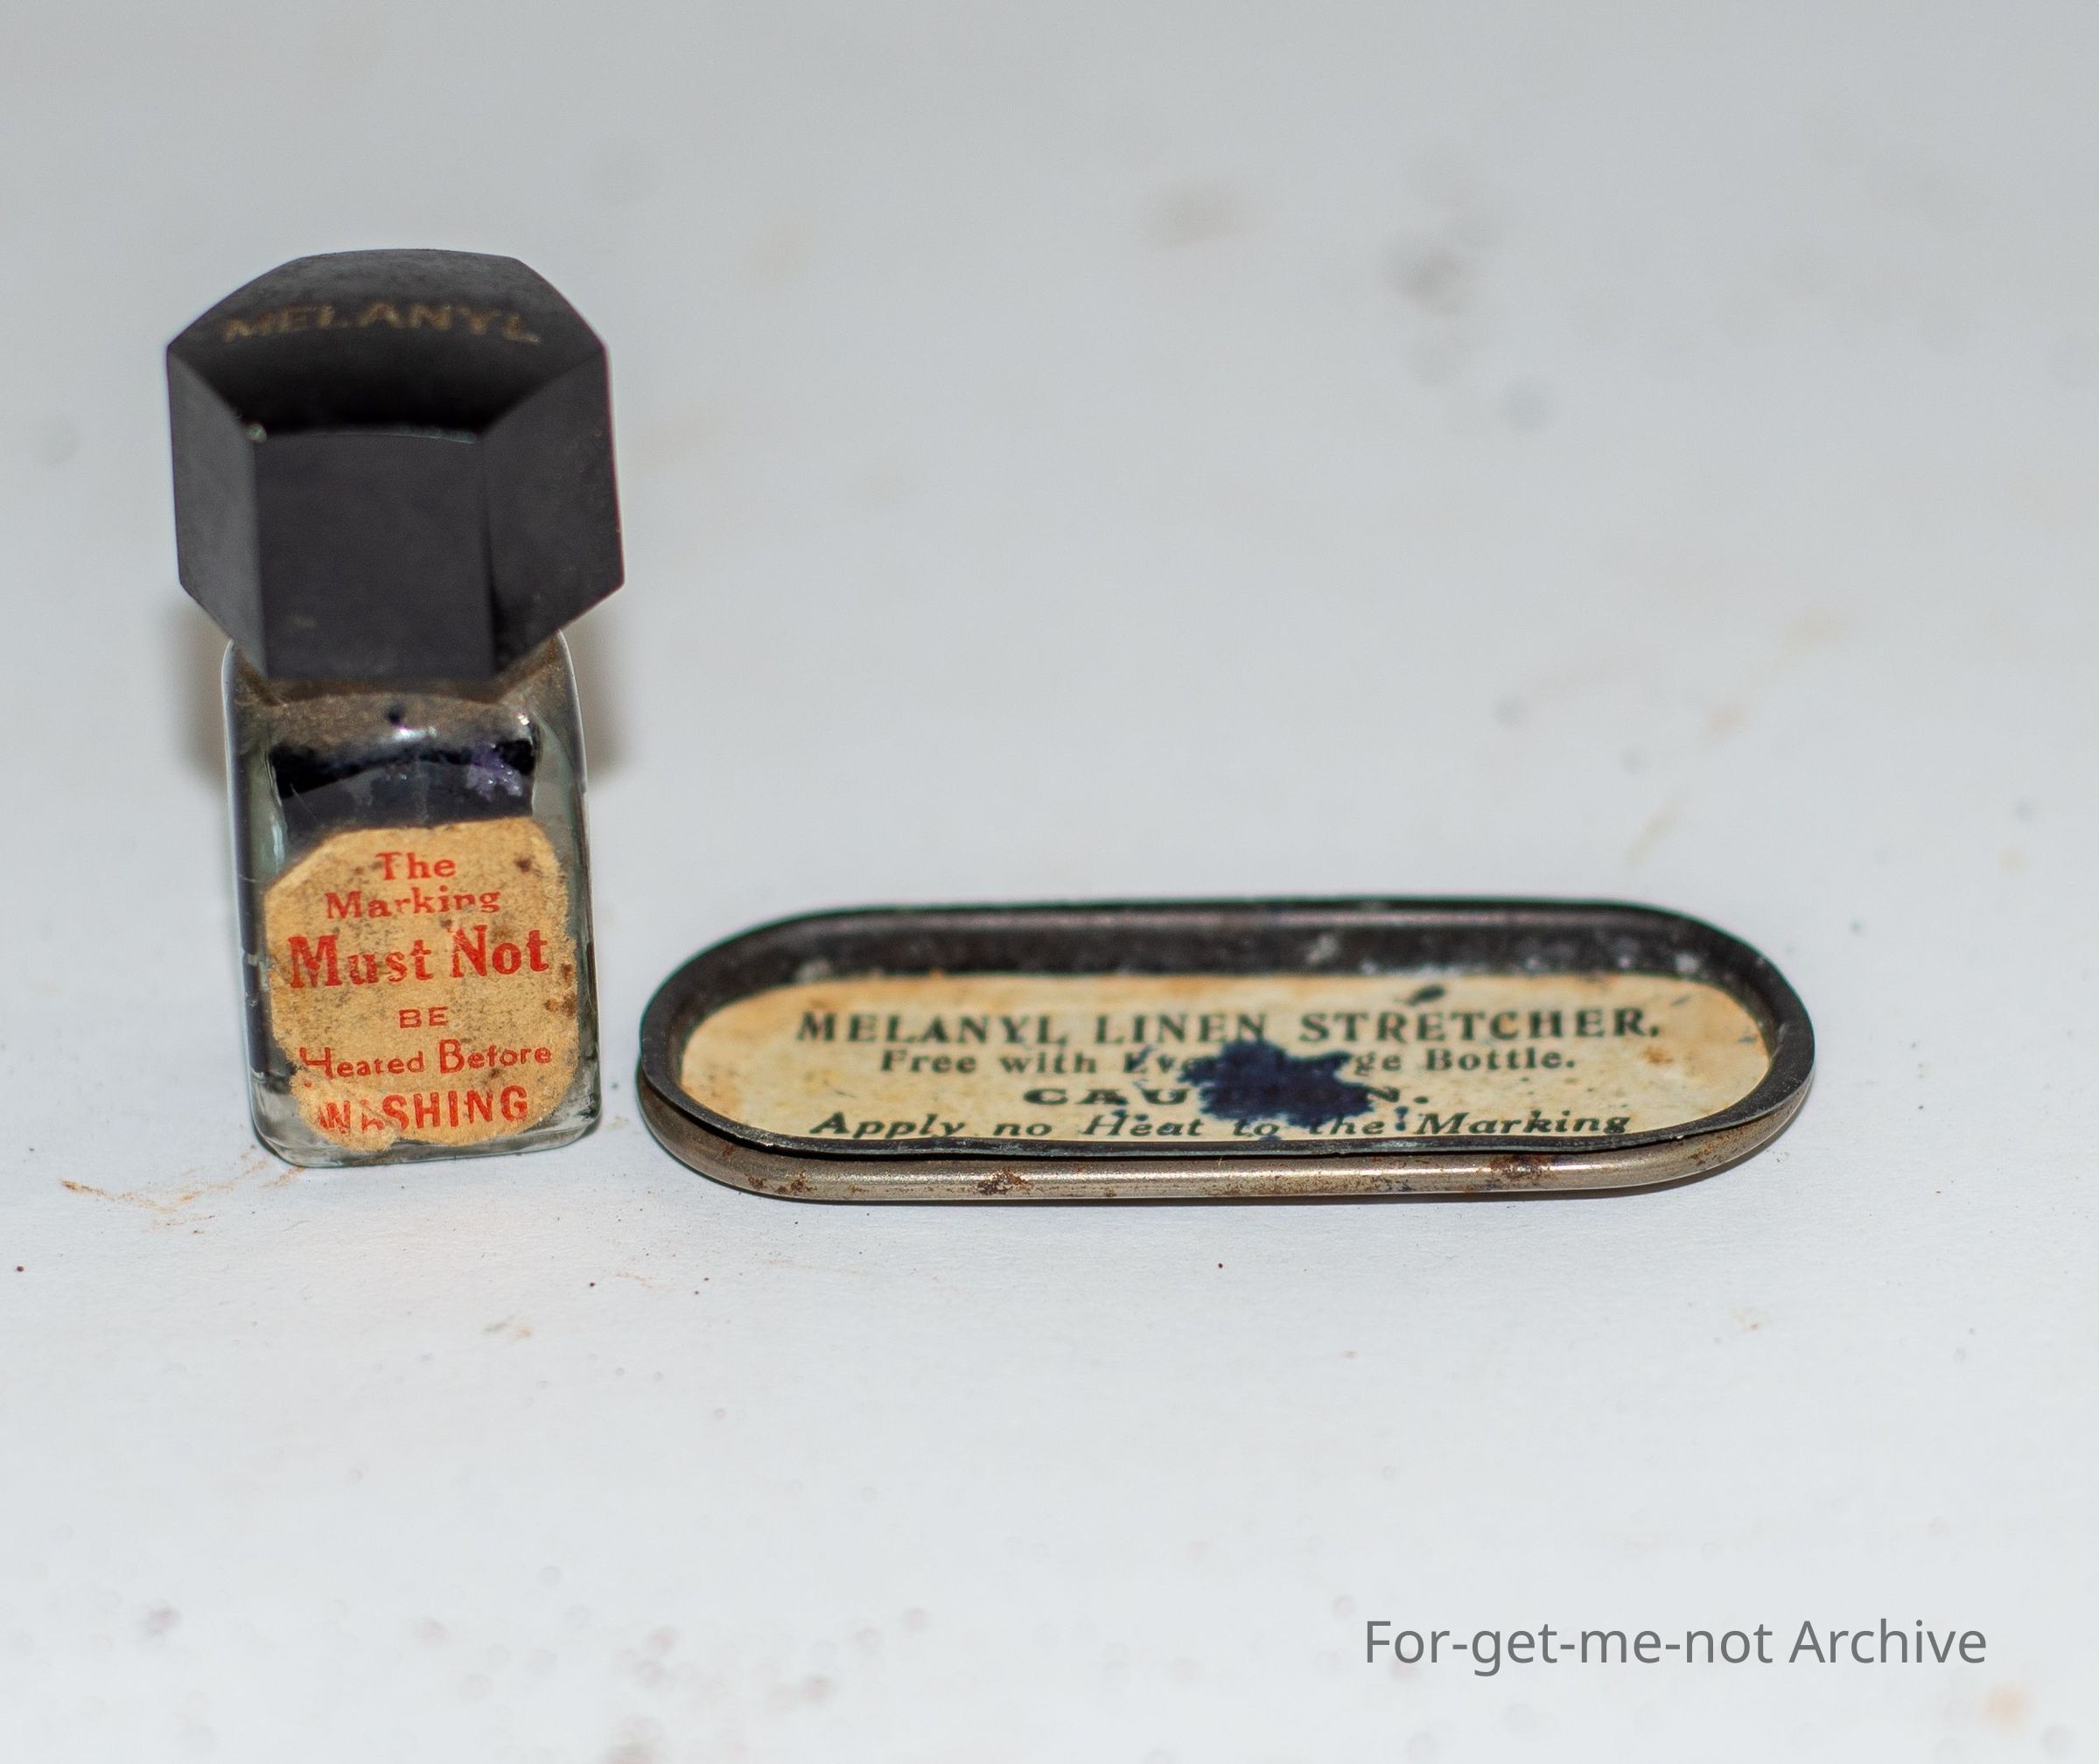 MELANYL
The
Marking
Must Not
BE
Heated Before
WASHING
MELANYL LINEN STRETCHER.
Free with Bottle.
Apply no Heat to the Marking
For-get-me-not Archive